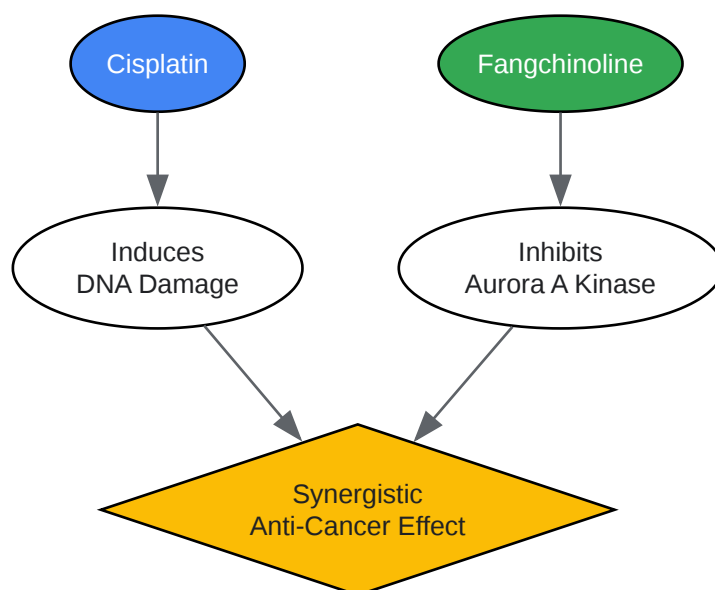 Cisplatin
Fangchinoline
Induces
DNA Damage
Inhibits
Aurora A Kinase
Synergistic
Anti-Cancer Effect